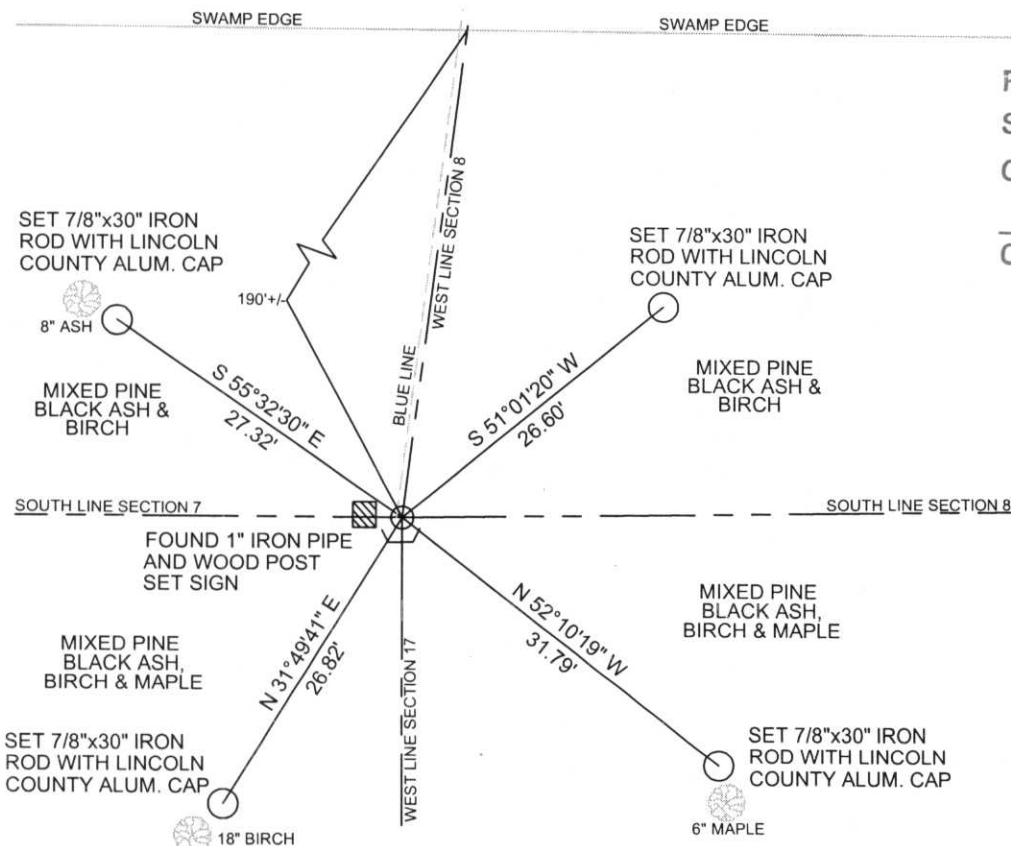 SWAMP EDGE
SWAMP EDGE
SET 7/8"x30" IRON
ROD WITH LINCOLN
COUNTY ALUM. CAP
8" ASH
190'+/-
BLUE LINE
WEST LINE SECTION 8
SET 7/8"x30" IRON
ROD WITH LINCOLN
COUNTY ALUM. CAP
MIXED PINE
BLACK ASH &
BIRCH
S 55°32'30" E
27.32'
S 51°01'20" W
26.60'
MIXED PINE
BLACK ASH &
BIRCH
SOUTH LINE SECTION 7
SOUTH LINE SECTION 8
FOUND 1" IRON PIPE
AND WOOD POST
SET SIGN
MIXED PINE
BLACK ASH,
BIRCH & MAPLE
N 31°49'41" E
26.82'
WEST LINE SECTION 17
N 52°10'19" W
31.79'
MIXED PINE
BLACK ASH,
BIRCH & MAPLE
SET 7/8"x30" IRON
ROD WITH LINCOLN
COUNTY ALUM. CAP
18" BIRCH
SET 7/8"x30" IRON
ROD WITH LINCOLN
COUNTY ALUM. CAP
6" MAPLE